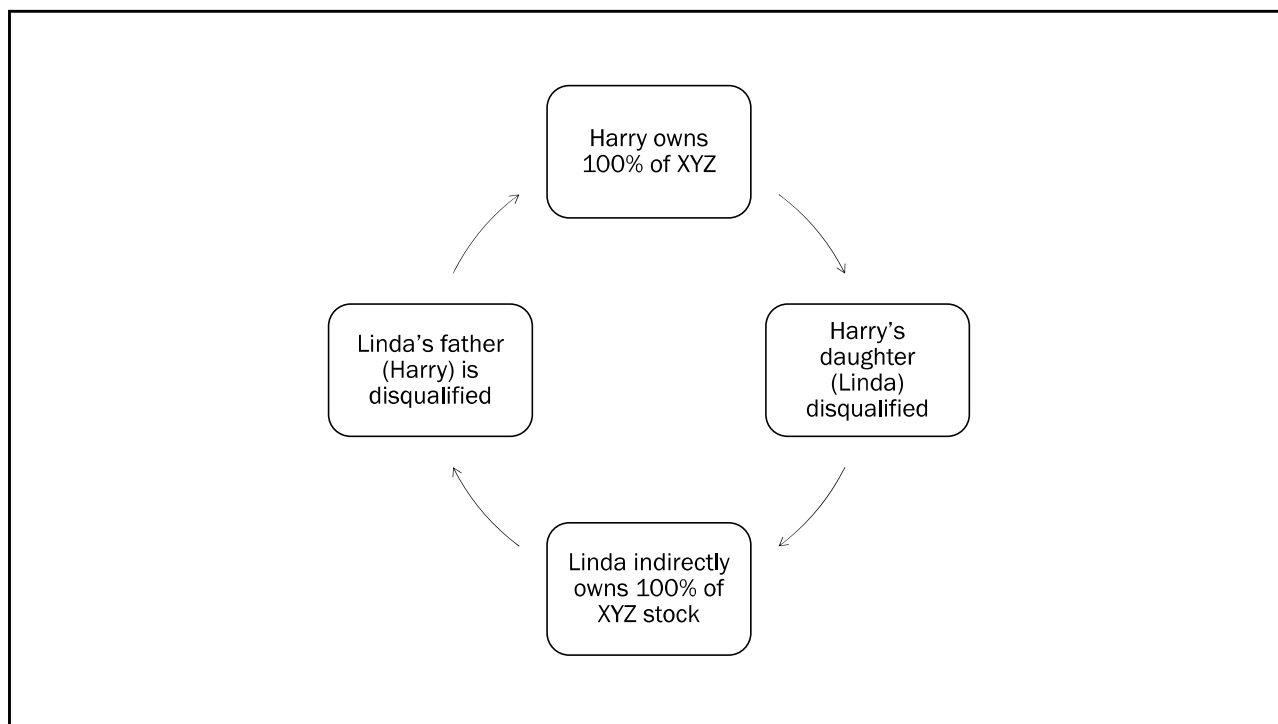 Harry owns
100% of XYZ
Harry’s
daughter
(Linda)
disqualified
Linda indirectly
owns 100% of
XYZ stock
Linda’s father
(Harry) is
disqualified